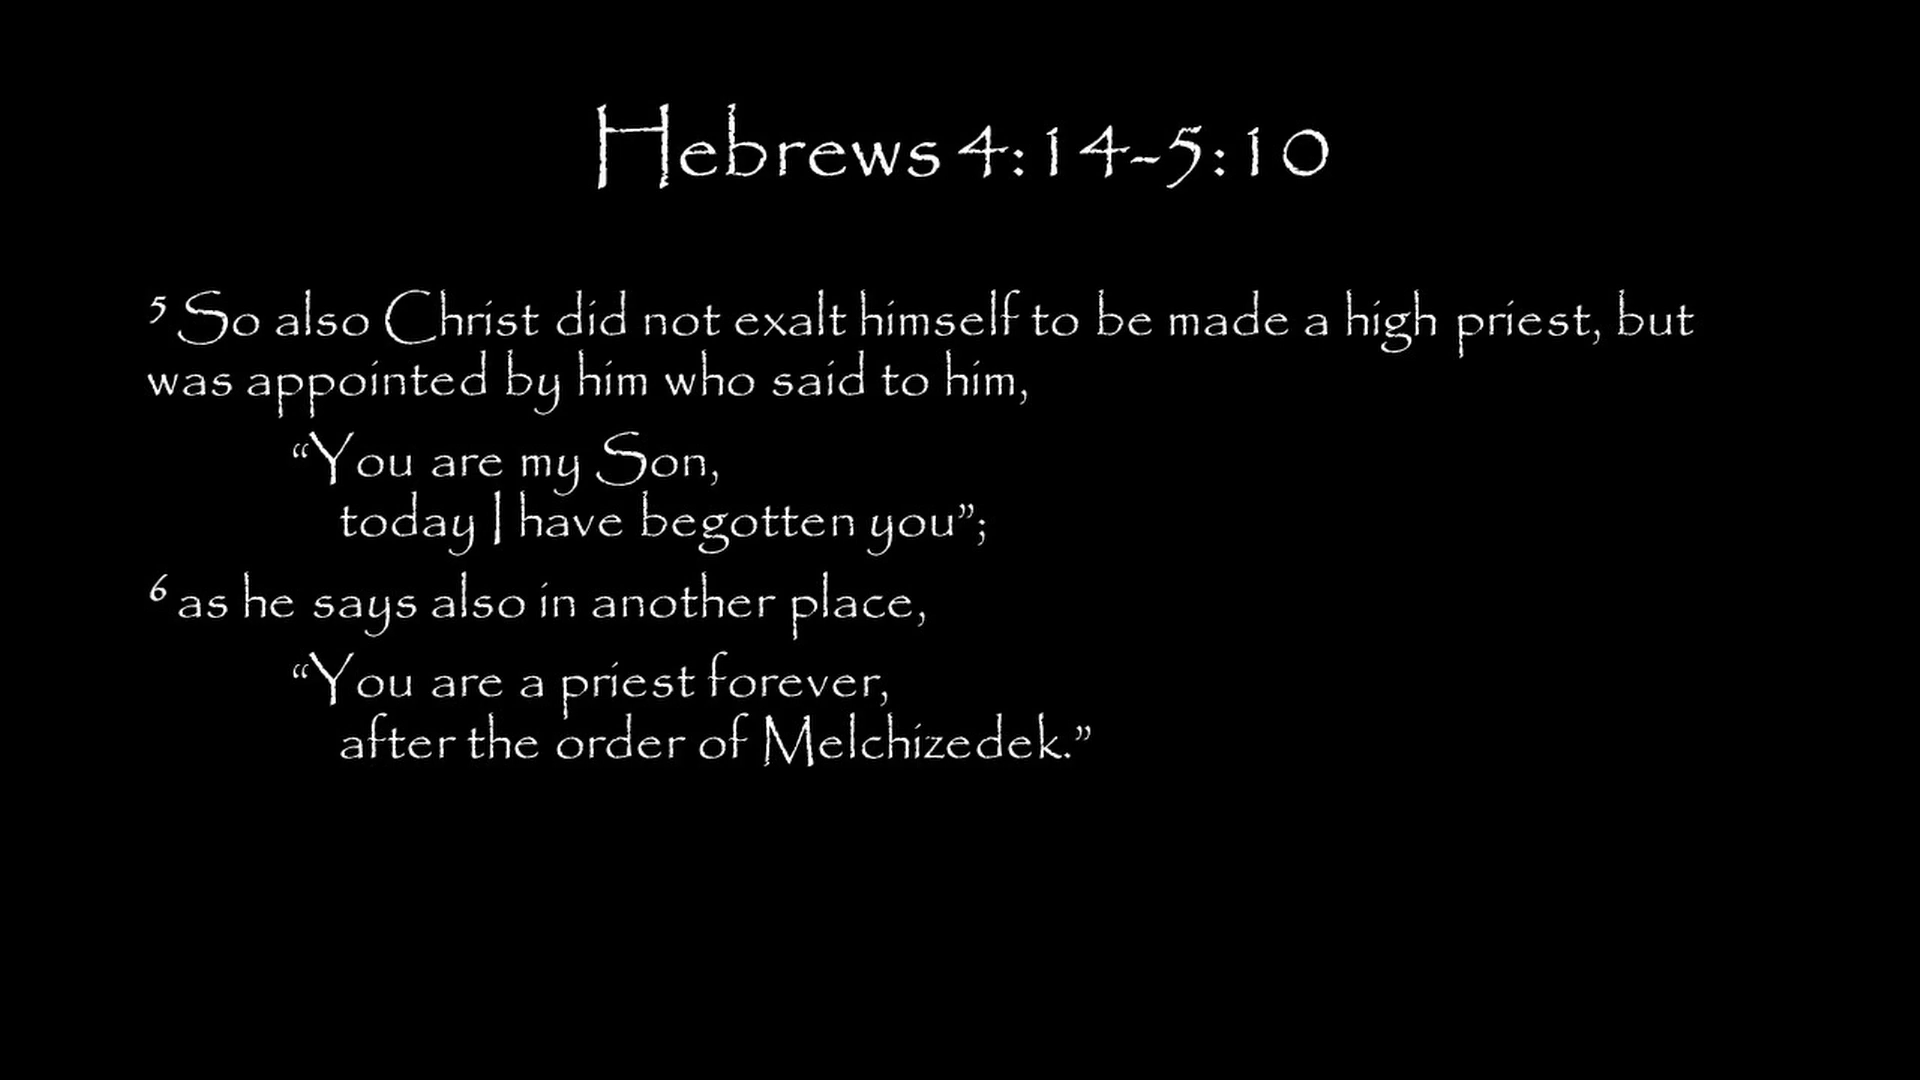 Hebrews 4:14-5:10
5 So also Christ did not exalt himself to be made a high priest, but
was appointed by him who said to him,
“You are my Son,
today I have begotten you”;
6 as he says also in another place,
“You are a priest forever,
after the order of Melchizedek.”